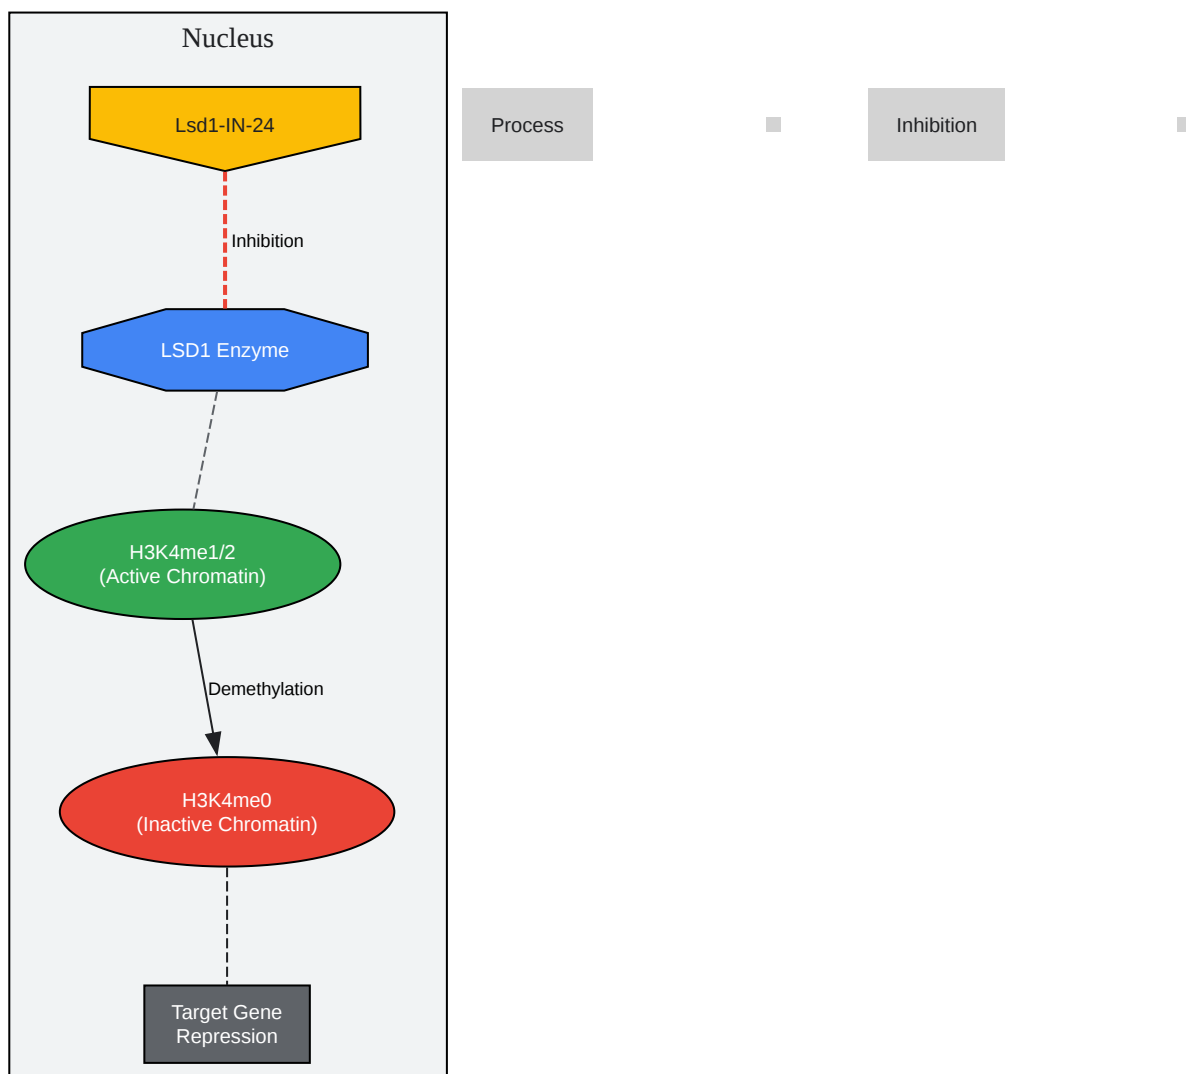 Nucleus
Lsd1-IN-24
Process
Inhibition
Inhibition
LSD1 Enzyme
H3K4me1/2
(Active Chromatin)
Demethylation
H3K4me0
(Inactive Chromatin)
Target Gene
Repression